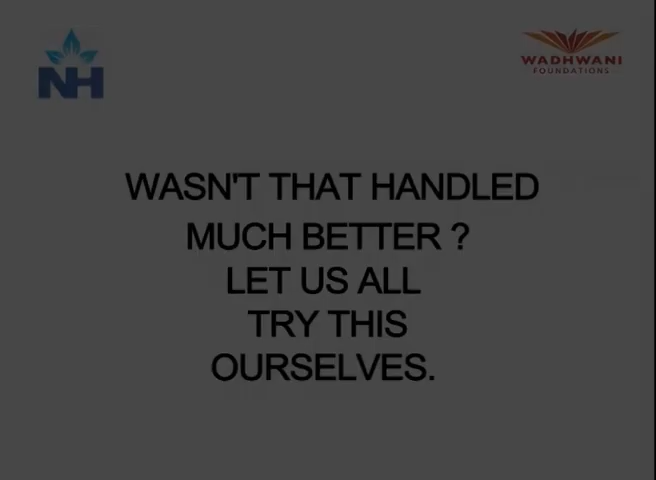 NH
WADHWANI
FOUNDATIONS
WASN'T THAT HANDLED
MUCH BETTER ?
LET US ALL
TRY THIS
OURSELVES.